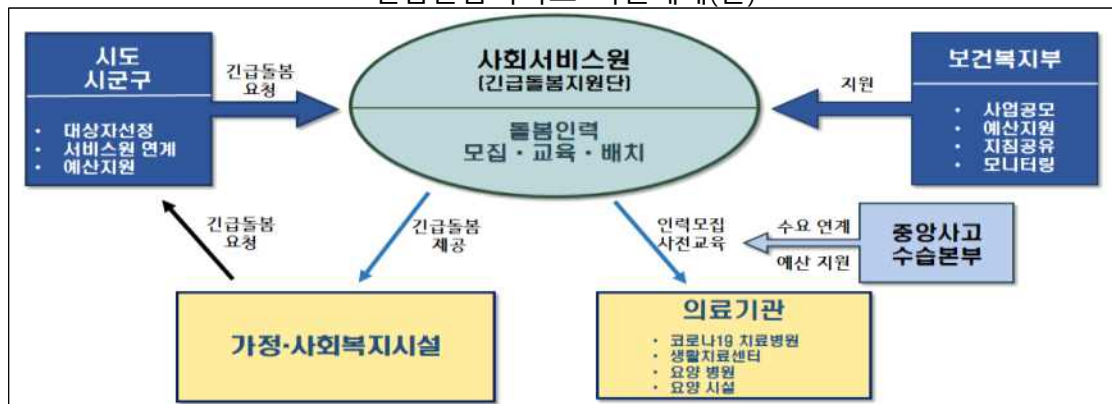 시도
시군구
• 대상자선정
• 서비스원 연계
• 예산지원
긴급돌봄
요청
사회서비스원
(긴급돌봄지원단)
돌봄인력
모집·교육·배치
지원
보건복지부
• 사업공모
• 예산지원
• 지침공유
• 모니터링
긴급돌봄
요청
긴급돌봄
제공
인력모집
사전교육
수요 연계
예산 지원
중앙사고
수습본부
가정·사회복지시설
의료기관
• 코로나19 치료병원
• 생활치료센터
• 요양 병원
• 요양 시설